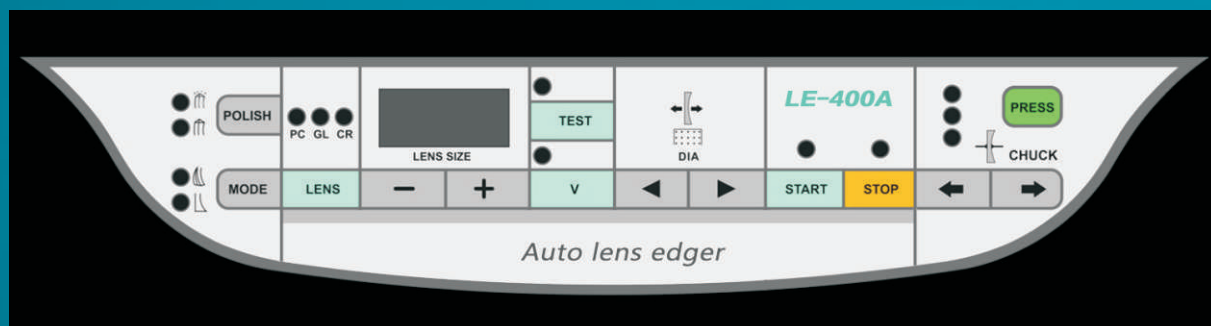 LE-400A
PRESS
POLISH
TEST
PC GL CR
LENS SIZE
DIA
CHUCK
MODE
LENS
−
+
V
START
STOP
Auto lens edger